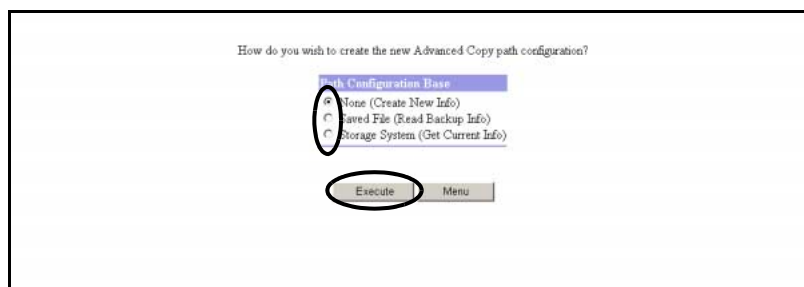 How do you wish to create the new Advanced Copy path configuration?
Path Configuration Base
None (Create New Info)
Saved File (Read Backup Info)
Storage System (Get Current Info)
Execute Menu